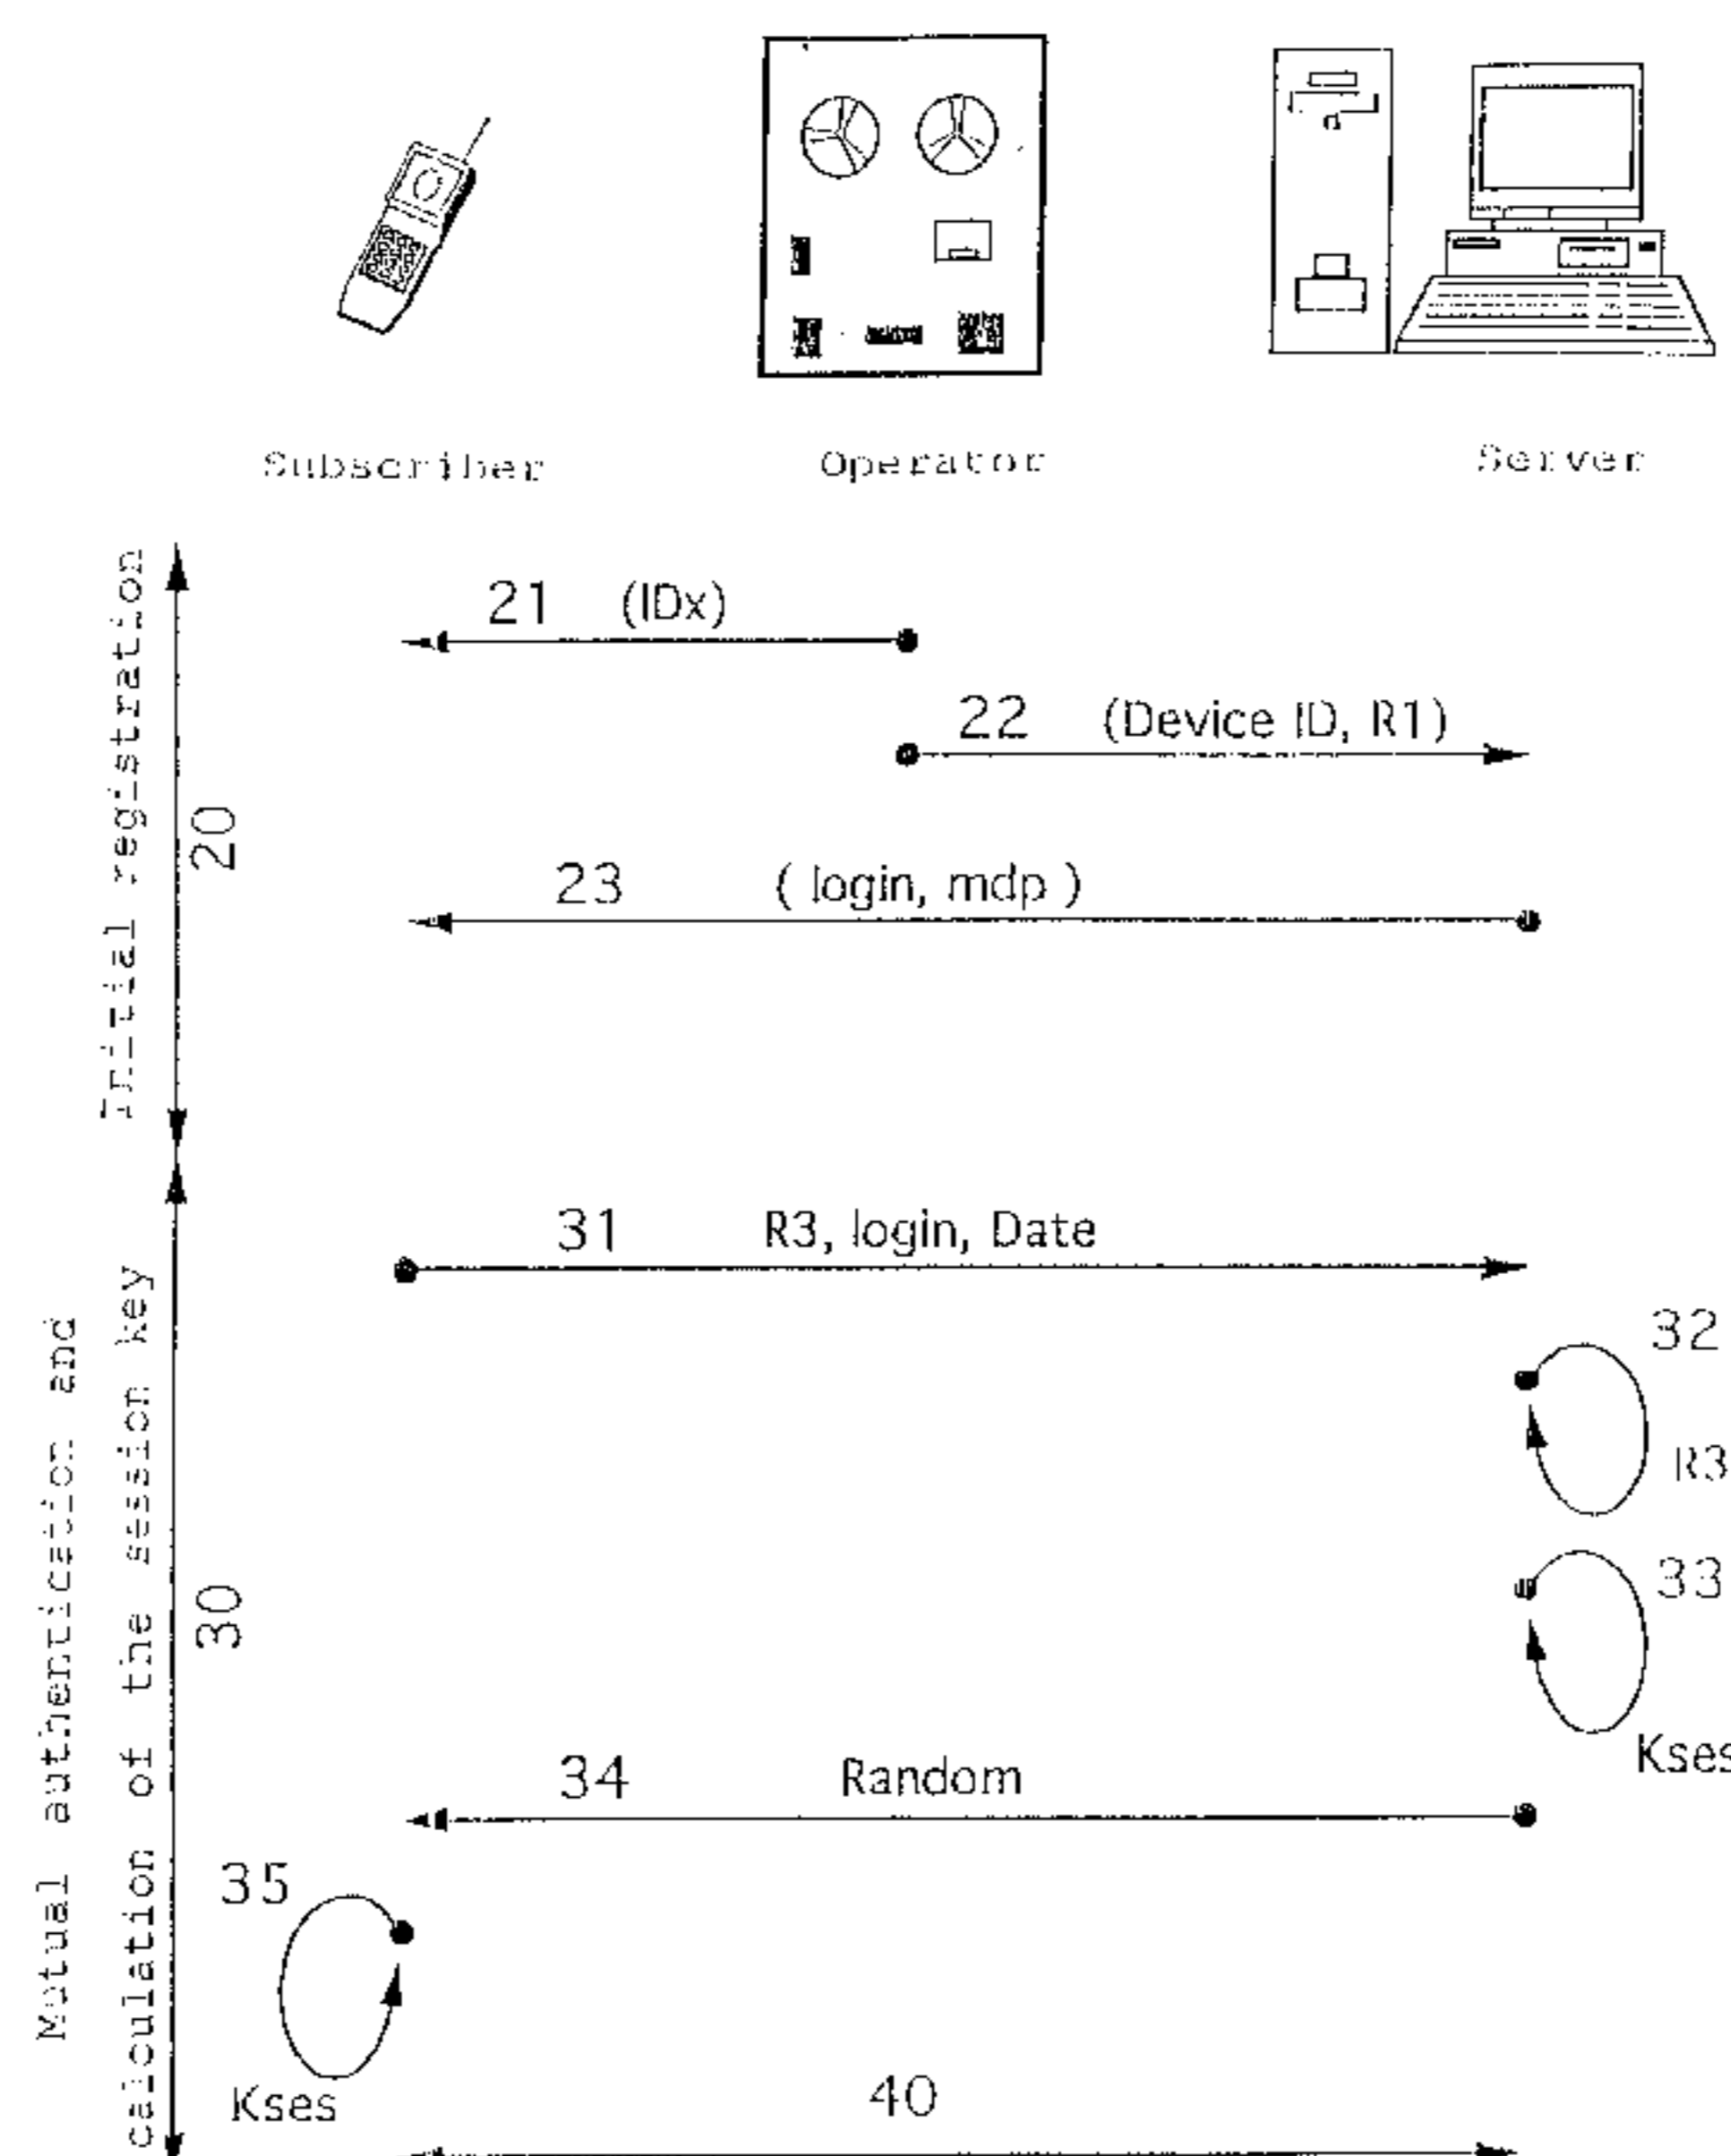 Subscriber
Operator
Server
Initial registration
20
21 (IDx)
22 (Device ID, R1)
23 ( login, mdp )
Mutual authentication and
calculation of the session key
30
31 R3, login, Date
32
R3
33
Kses
34 Random
35
Kses
40